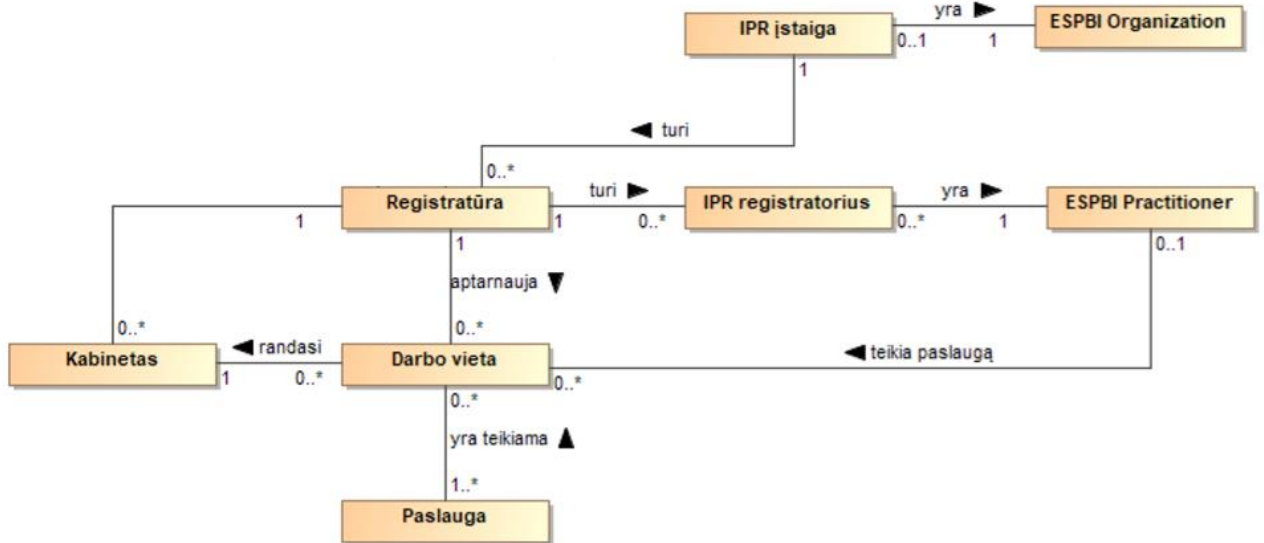 yra ►
IPR įstaiga
ESPBI Organization
0..1
1
1
◄ turi
0..*
Registratūra
turi ►
IPR registratorius
yra ►
ESPBI Practitioner
1
1
0..*
0..*
1
0..1
1
aptarnauja ▼
0..*
0..*
Kabinetas
◄ randasi
Darbo vieta
◄ teikia paslaugą
1
0..*
0..*
0..*
yra teikiama ▲
1..*
Paslauga